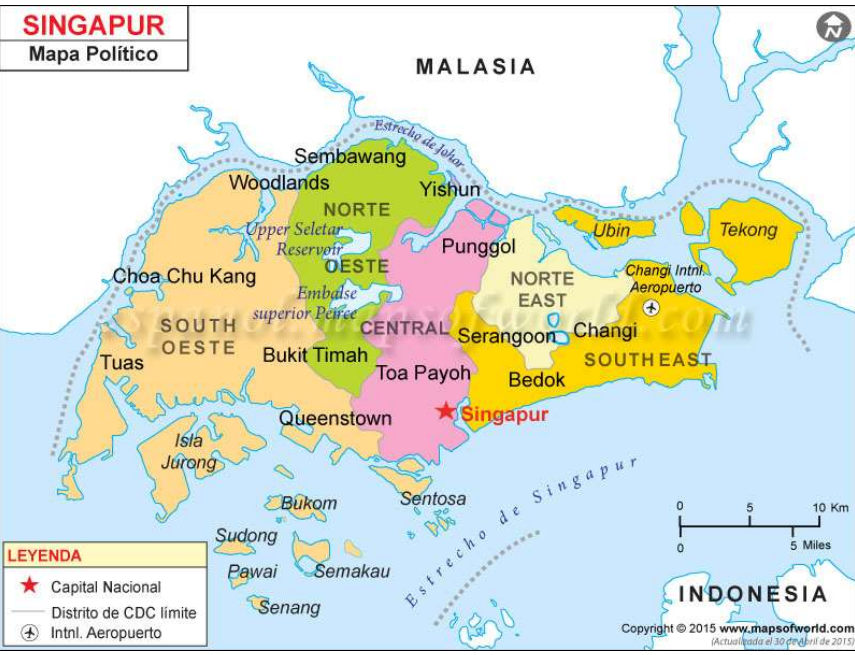 SINGAPUR
Mapa Político
N
MALASIA
Estrecho de Johor
Sembawang
Woodlands
Yishun
NORTE
OESTE
Upper Seletar
Reservoir
Ubin
Tekong
Punggol
Choa Chu Kang
Changi Intnl.
Aeropuerto
NORTE
EAST
Embalse
superior Peiree
espanol.mapsofworld.com
SOUTH
OESTE
CENTRAL
Serangoon
Changi
Tuas
Bukit Timah
SOUTH EAST
Toa Payoh
Bedok
Queenstown
Singapur
Isla
Jurong
Sentosa
Bukom
Estrecho de Singapur
Sudong
Pawai
Semakau
Senang
0 5 10 Km
0 5 Miles
LEYENDA
Capital Nacional
Distrito de CDC límite
Intnl. Aeropuerto
INDONESIA
Copyright © 2015 www.mapsofworld.com
(Actualizada el 30 de Abril de 2015)